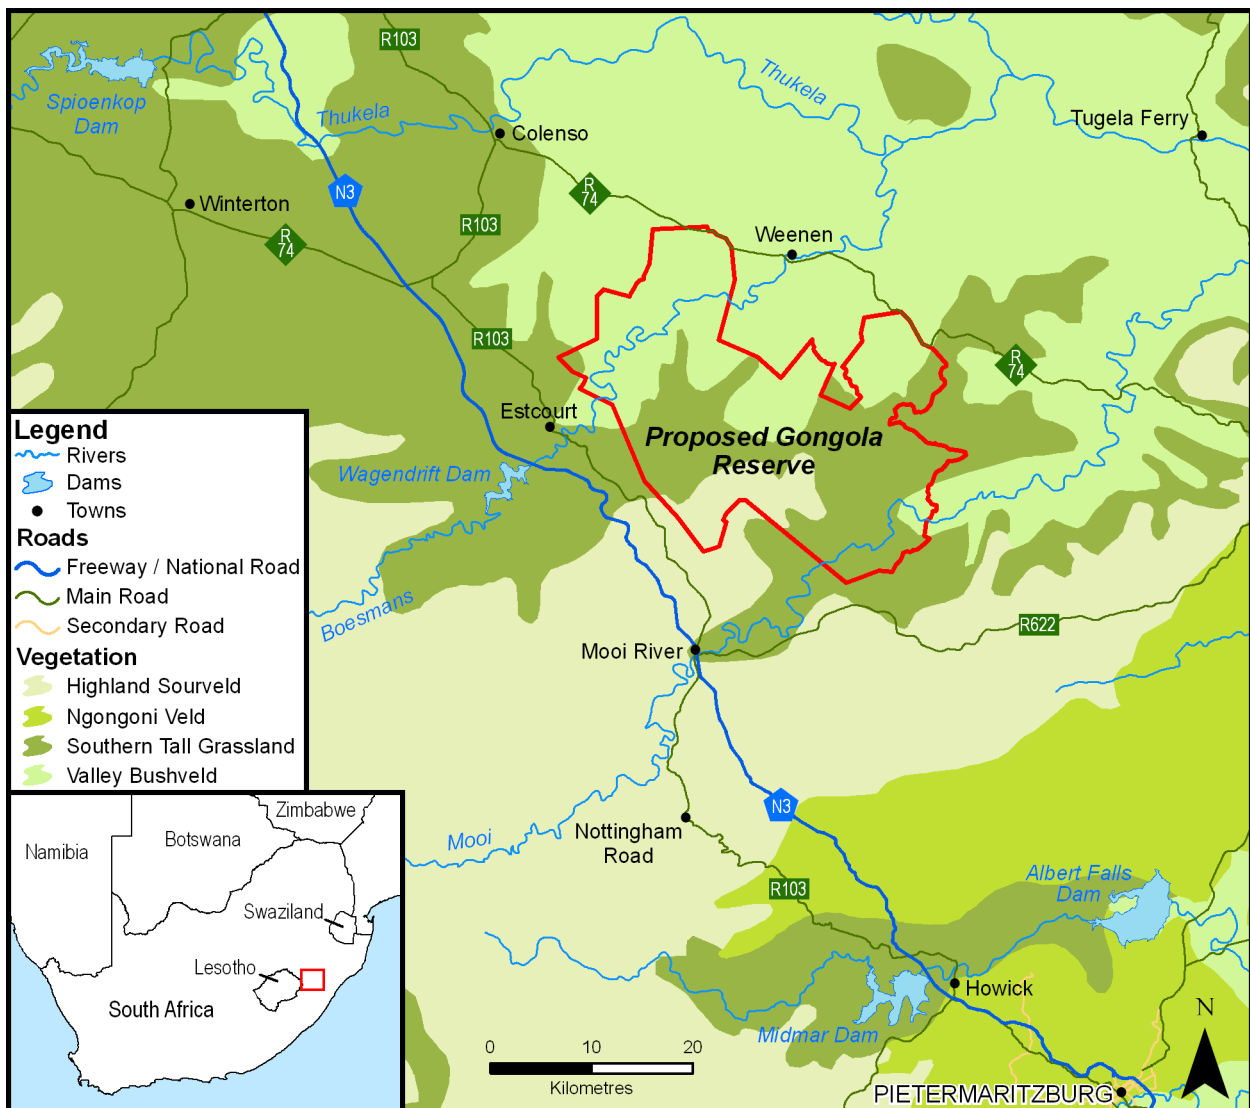 R103
Spioenkop
Dam
Thukela
Thukela
Colenso
Tugela Ferry
N3
R
74
Winterton
R103
R
74
Weenen
R103
R
74
Estcourt
Proposed Gongola
Reserve
Wagendrift Dam
Boesmans
R622
Mooi River
N3
Nottingham
Road
Mooi
R103
Albert Falls
Dam
Howick
Midmar Dam
PIETERMARITZBURG
N
0 10 20
Kilometres
Legend
Rivers
Dams
Towns
Roads
Freeway / National Road
Main Road
Secondary Road
Vegetation
Highland Sourveld
Ngongoni Veld
Southern Tall Grassland
Valley Bushveld
Zimbabwe
Botswana
Namibia
Swaziland
Lesotho
South Africa